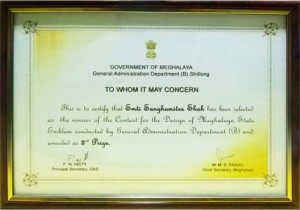 GOVERNMENT OF MEGHALAYA
General Administration Department (B) Shillong
TO WHOM IT MAY CONCERN
This is to certify that Smti Sanghamitra Shah has been selected
as the winner of the Contest for the Design of Meghalaya State
Emblem conducted by General Administration Department (B) and
awarded as 3rd Prize.
Principal Secretary, GAD
Chief Secretary, Meghalaya